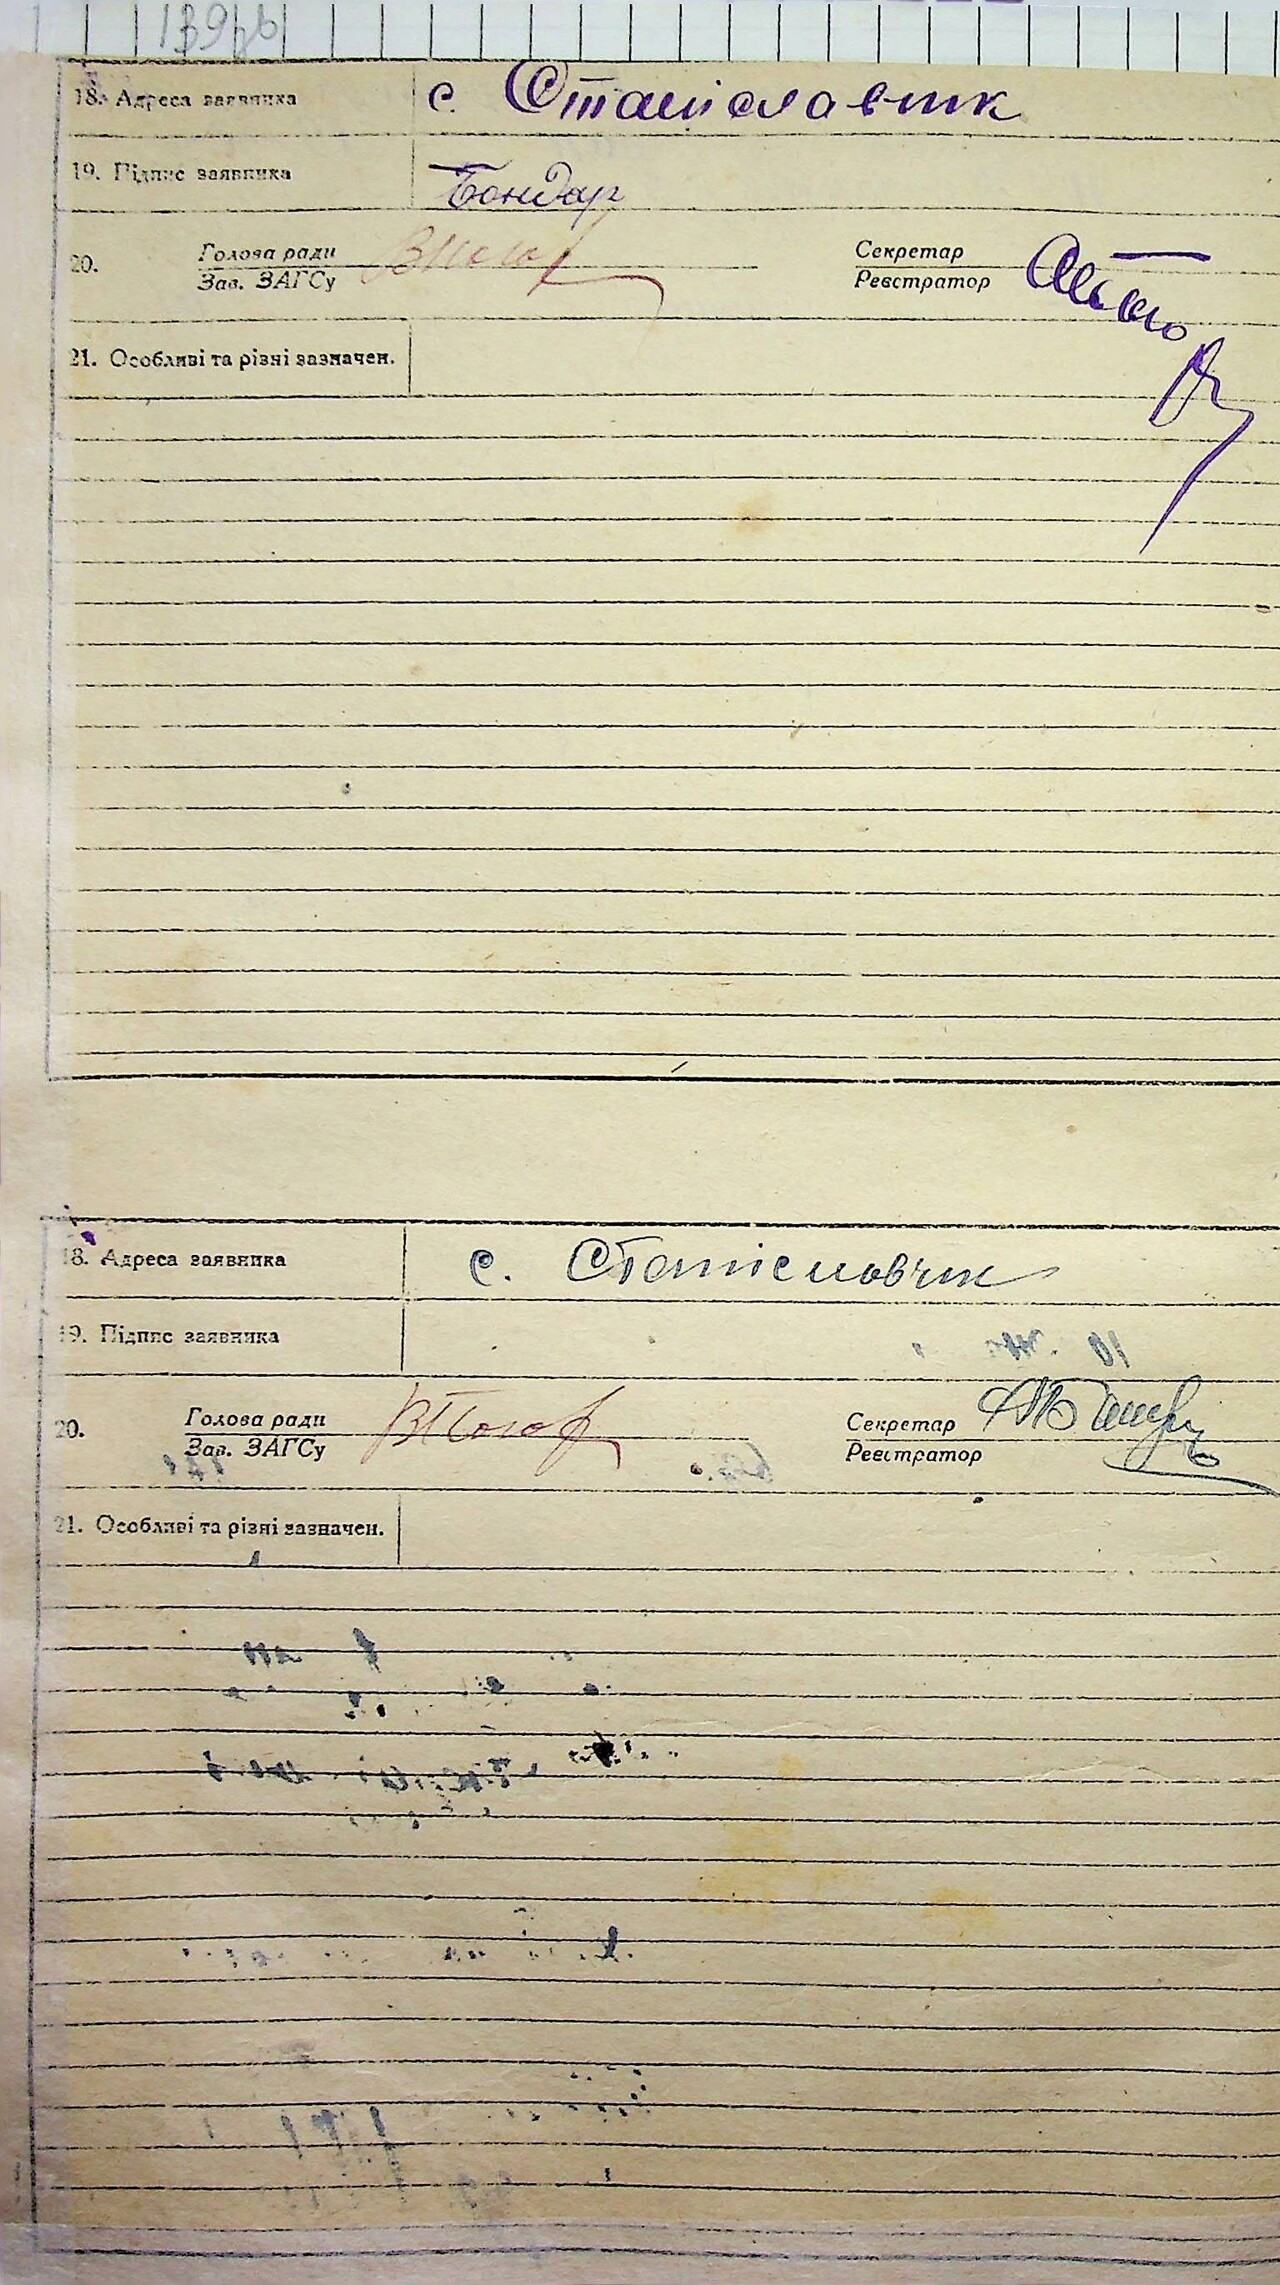 139зв
18. Адреса заявника с. Станіславчик
19. Підпис заявника Бондар
20. Голова ради Секретар
Зав. ЗАГСу Реєстратор
21. Особливі та різні зазначен.
18. Адреса заявника с. Станіславчик
19. Підпис заявника
20. Голова ради Секретар
Зав. ЗАГСу Реєстратор
21. Особливі та різні зазначен.